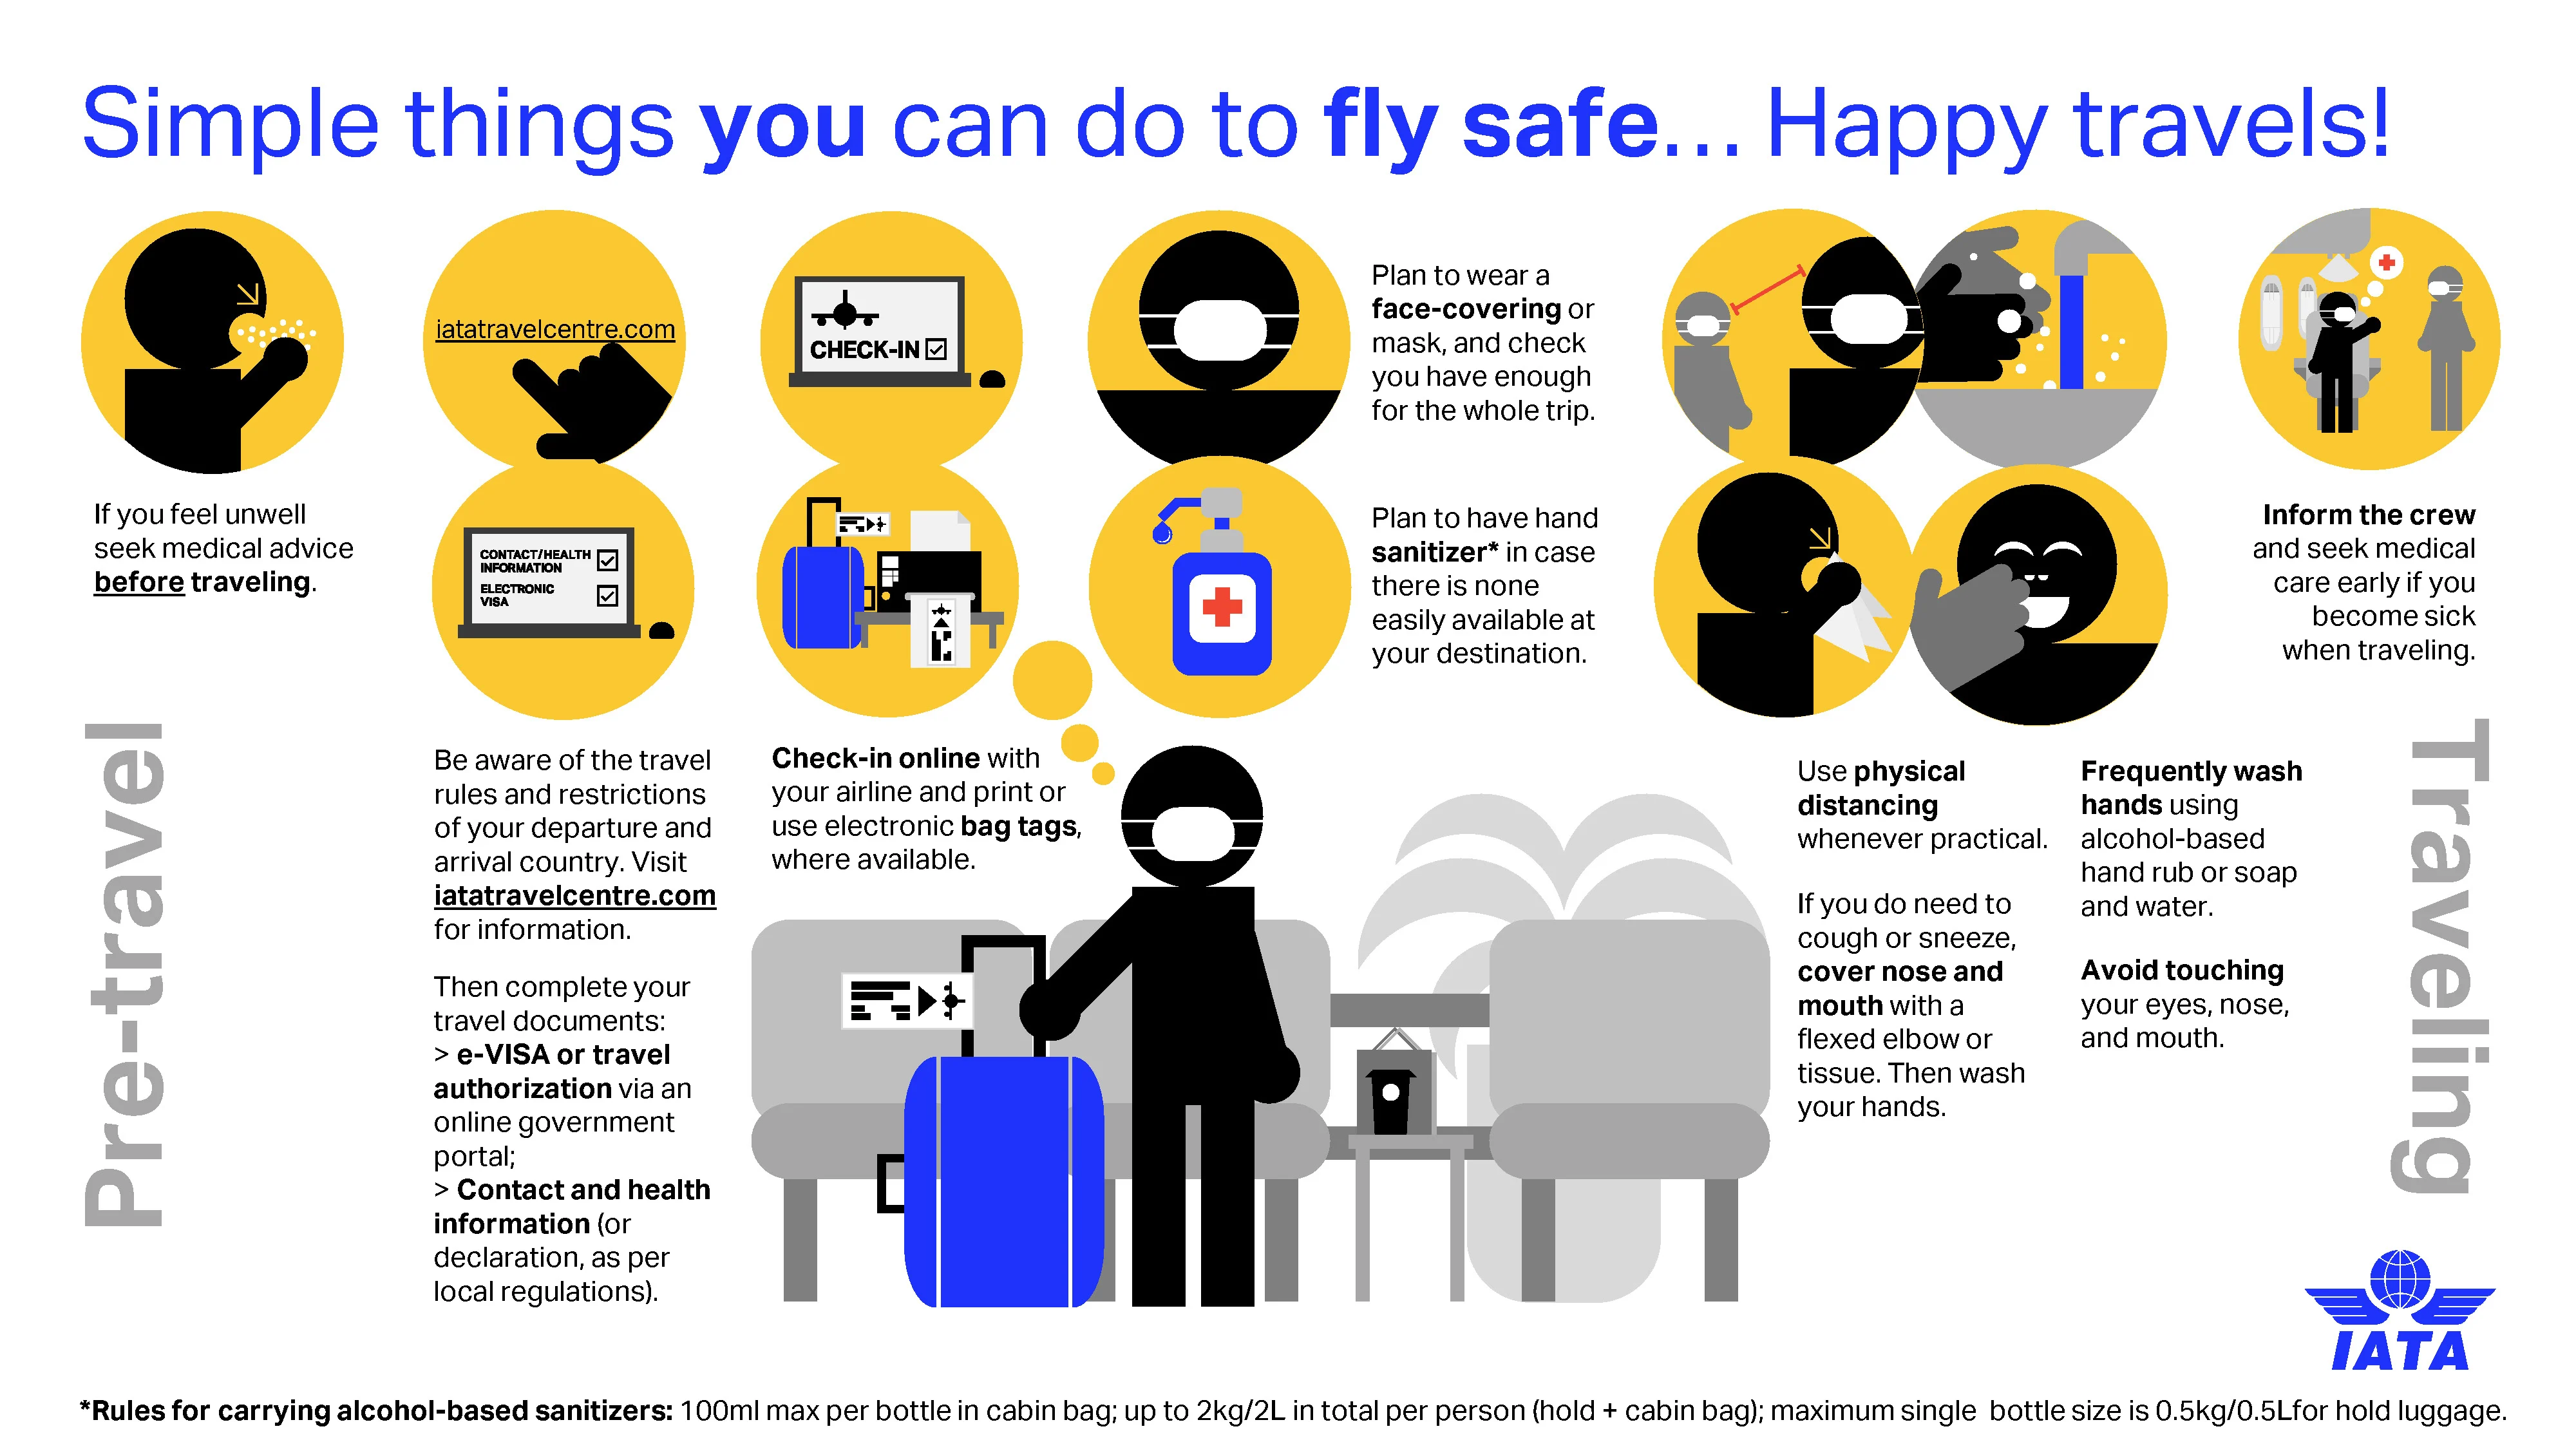 Simple things you can do to fly safe... Happy travels!
If you feel unwell
seek medical advice
before traveling.
Pre-travel
iatatravelcentre.com
CONTACT/HEALTH
INFORMATION
ELECTRONIC
VISA
Be aware of the travel
rules and restrictions
of your departure and
arrival country. Visit
iatatravelcentre.com
for information.
Then complete your
travel documents:
> e-VISA or travel
authorization via an
online government
portal;
> Contact and health
information (or
declaration, as per
local regulations).
CHECK-IN
Check-in online with
your airline and print or
use electronic bag tags,
where available.
Plan to wear a
face-covering or
mask, and check
you have enough
for the whole trip.
Plan to have hand
sanitizer* in case
there is none
easily available at
your destination.
Use physical
distancing
whenever practical.
If you do need to
cough or sneeze,
cover nose and
mouth with a
flexed elbow or
tissue. Then wash
your hands.
Frequently wash
hands using
alcohol-based
hand rub or soap
and water.
Avoid touching
your eyes, nose,
and mouth.
Inform the crew
and seek medical
care early if you
become sick
when traveling.
Traveling
IATA
*Rules for carrying alcohol-based sanitizers: 100ml max per bottle in cabin bag; up to 2kg/2L in total per person (hold + cabin bag); maximum single bottle size is 0.5kg/0.5Lfor hold luggage.